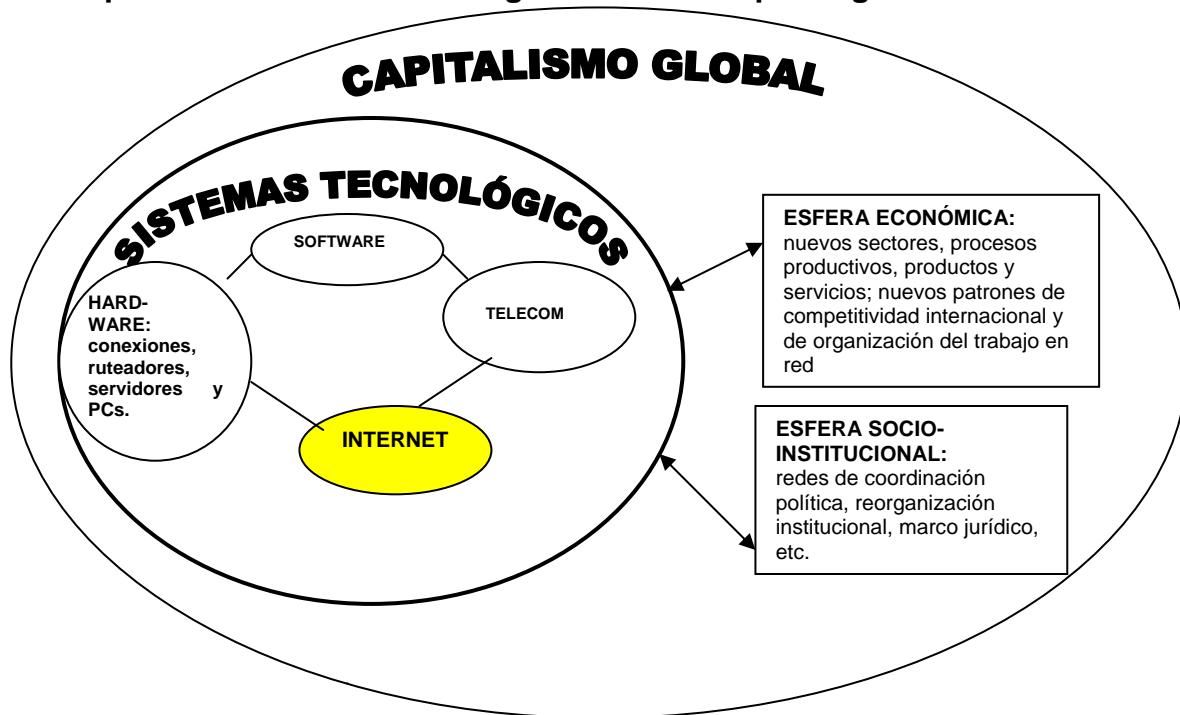 CAPITALISMO GLOBAL
SISTEMAS TECNOLÓGICOS
SOFTWARE
HARD-
WARE:
conexiones,
ruteadores,
servidores y
PCs.
TELECOM
INTERNET
ESFERA ECONÓMICA:
nuevos sectores, procesos
productivos, productos y
servicios; nuevos patrones de
competitividad internacional y
de organización del trabajo en
red
ESFERA SOCIO-
INSTITUCIONAL:
redes de coordinación
política, reorganización
institucional, marco jurídico,
etc.